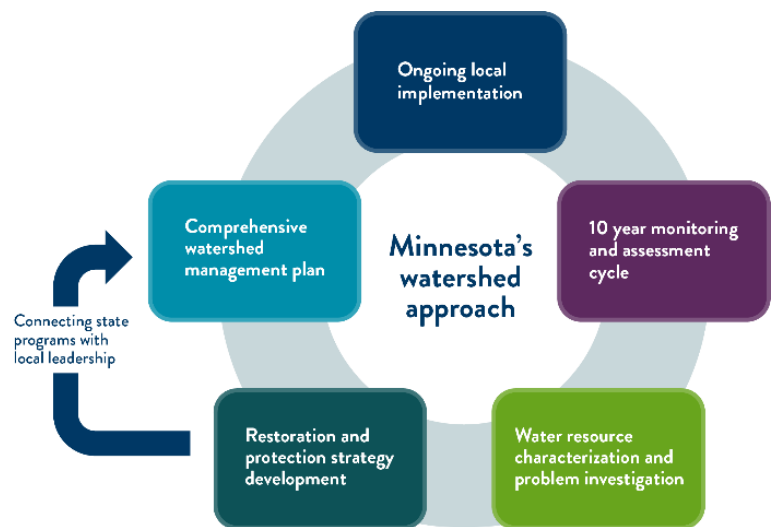 Ongoing local
implementation
Comprehensive
watershed
management plan
Minnesota's
watershed
approach
10 year monitoring
and assessment
cycle
Connecting state
programs with
local leadership
Restoration and
protection strategy
development
Water resource
characterization and
problem investigation